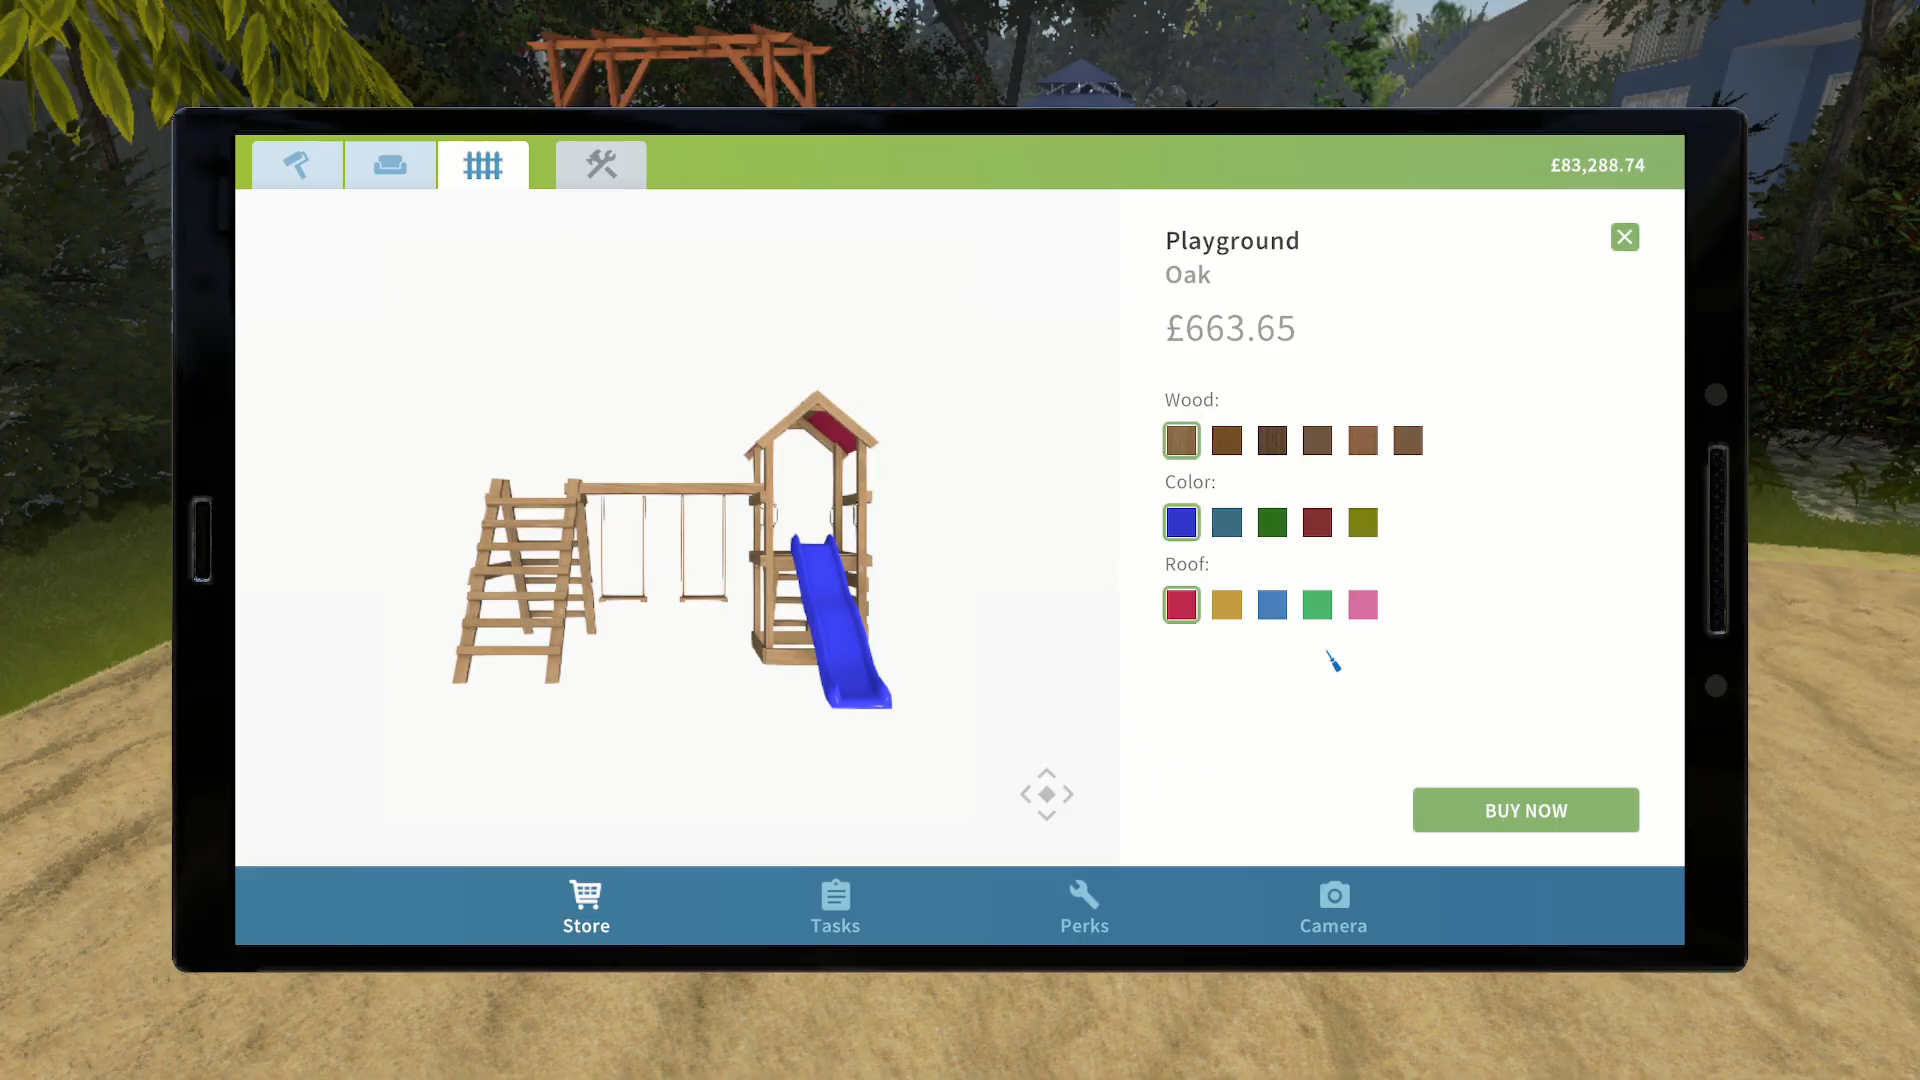 £83,288.74
Playground
Oak
£663.65
Wood:
Color:
Roof:
BUY NOW
Store
Tasks
Perks
Camera